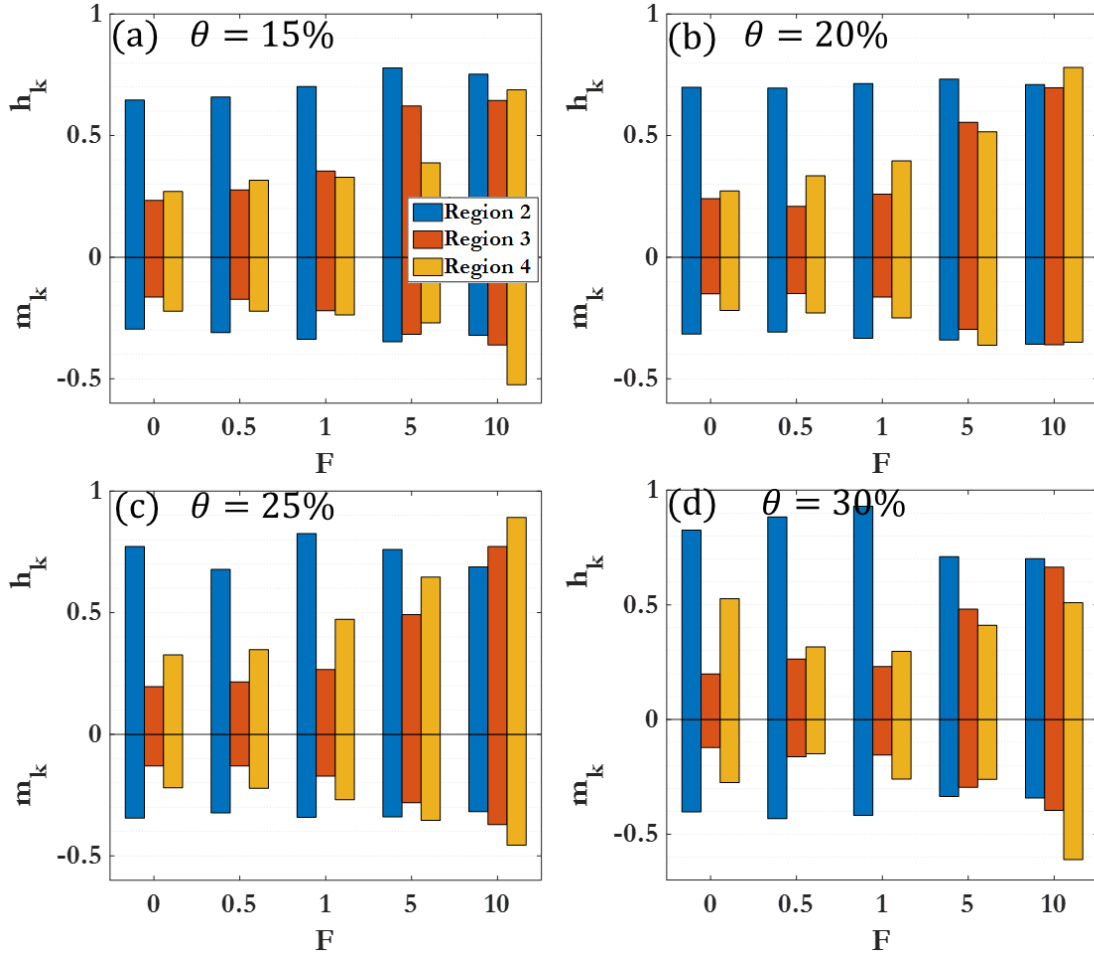 (a) θ = 15%
1
h_k
0.5
0
m_k
-0.5
0 0.5 1 5 10
F
Region 2
Region 3
Region 4
(b) θ = 20%
1
h_k
0.5
0
m_k
-0.5
0 0.5 1 5 10
F
(c) θ = 25%
1
h_k
0.5
0
m_k
-0.5
0 0.5 1 5 10
F
(d) θ = 30%
1
h_k
0.5
0
m_k
-0.5
0 0.5 1 5 10
F